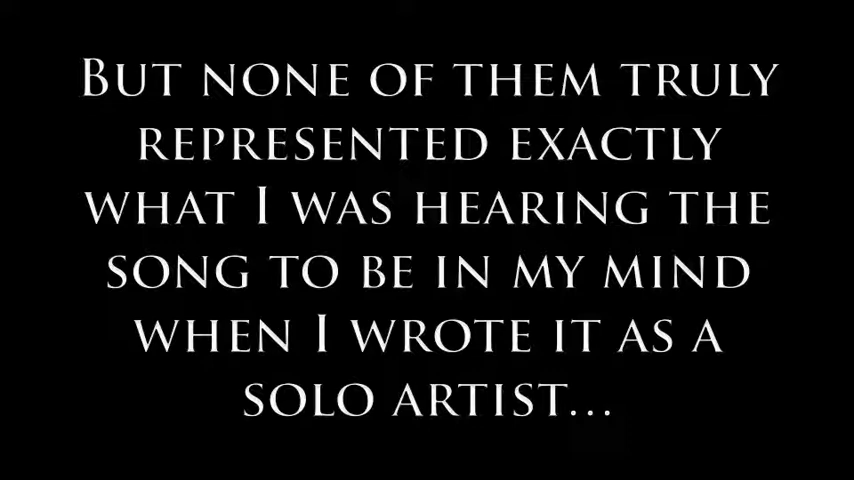 But none of them truly
represented exactly
what I was hearing the
song to be in my mind
when I wrote it as a
solo artist...